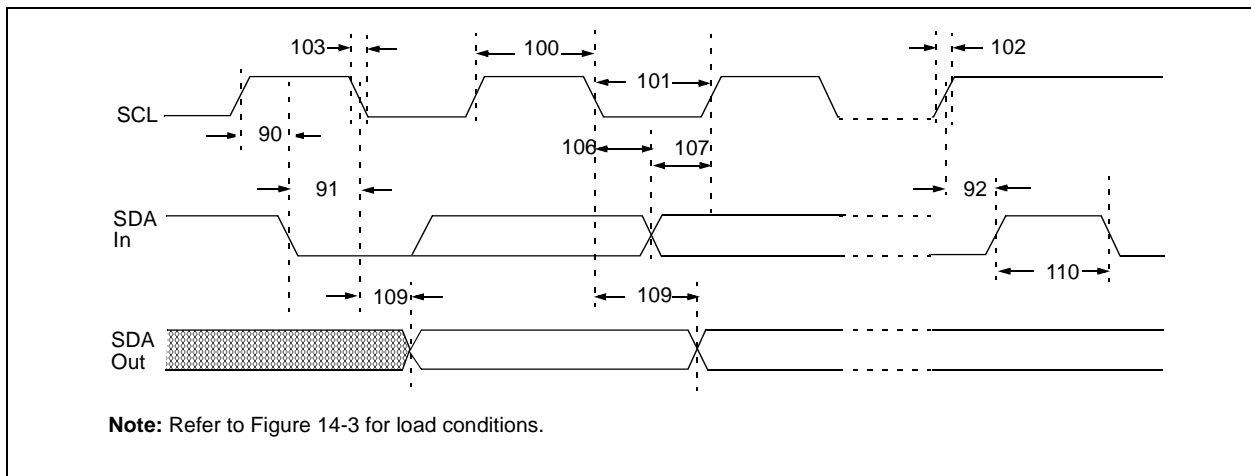 103
100
102
101
SCL
90
106
107
91
92
SDA
In
110
109
109
SDA
Out
Note: Refer to Figure 14-3 for load conditions.